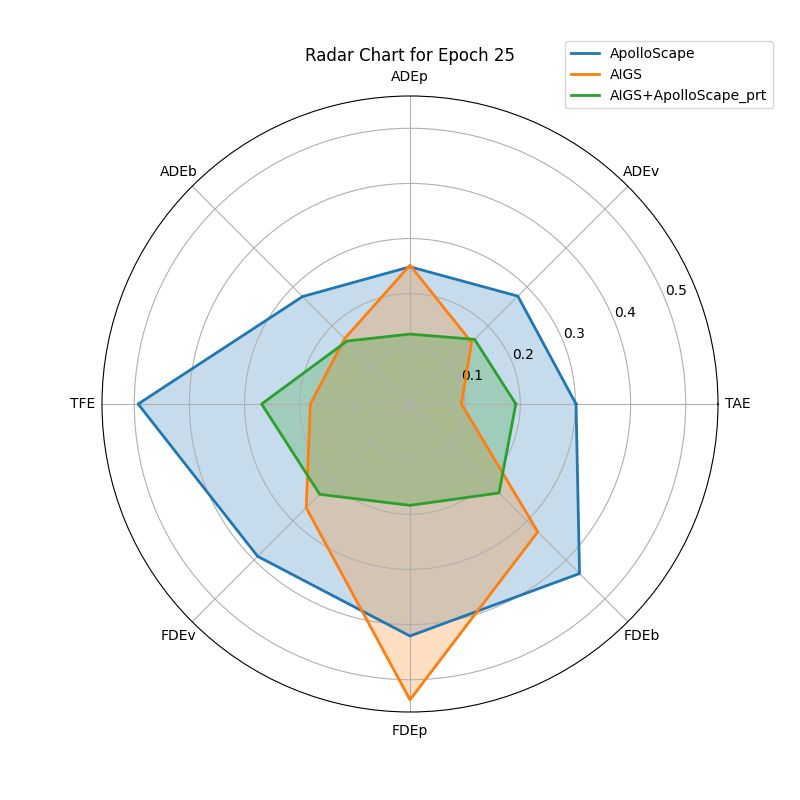 Radar Chart for Epoch 25
ApolloScape
AIGS
AIGS+ApolloScape_prt
ADEp
ADEb
ADEv
TFE
TAE
FDEv
FDEb
FDEp
0.1
0.2
0.3
0.4
0.5